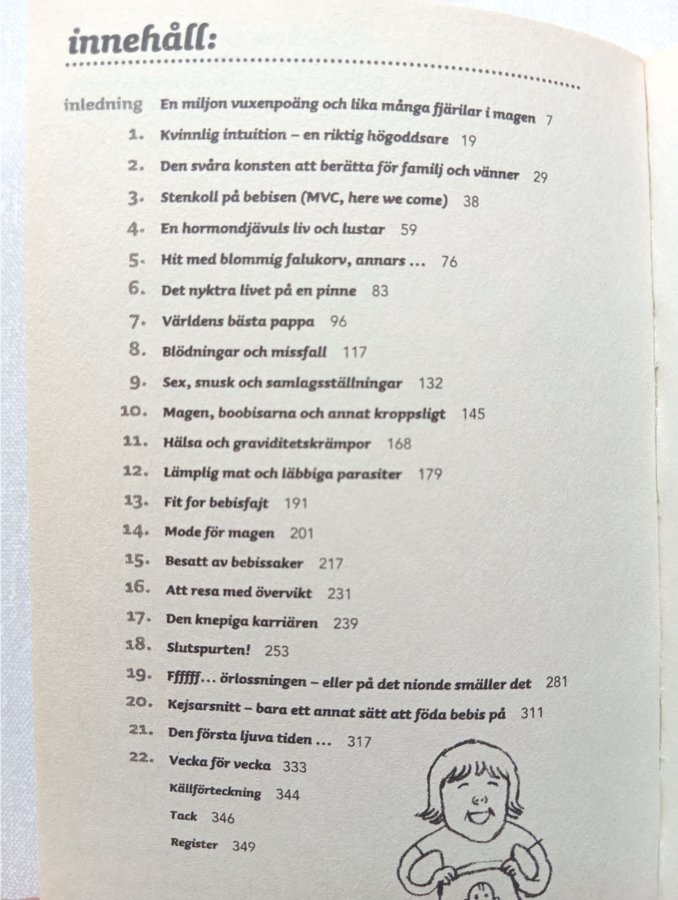 innehåll:
inledning En miljon vuxenpoäng och lika många fjärilar i magen 7
1. Kvinnlig intuition – en riktig högoddsare 19
2. Den svåra konsten att berätta för familj och vänner 29
3. Stenkoll på bebisen (MVC, here we come) 38
4. En hormondjävuls liv och lustar 59
5. Hit med blommig falukorv, annars ... 76
6. Det nyktra livet på en pinne 83
7. Världens bästa pappa 96
8. Blödningar och missfall 117
9. Sex, snusk och samlagsställningar 132
10. Magen, boobisarna och annat kroppsligt 145
11. Hälsa och graviditetskrämpor 168
12. Lämplig mat och läbbiga parasiter 179
13. Fit for bebisfajt 191
14. Mode för magen 201
15. Besatt av bebissaker 217
16. Att resa med övervikt 231
17. Den knepiga karriären 239
18. Slutspurten! 253
19. Ffffff... örlossningen – eller på det nionde smäller det 281
20. Kejsarsnitt – bara ett annat sätt att föda bebis på 311
21. Den första ljuva tiden ... 317
22. Vecka för vecka 333
Källförteckning 344
Tack 346
Register 349